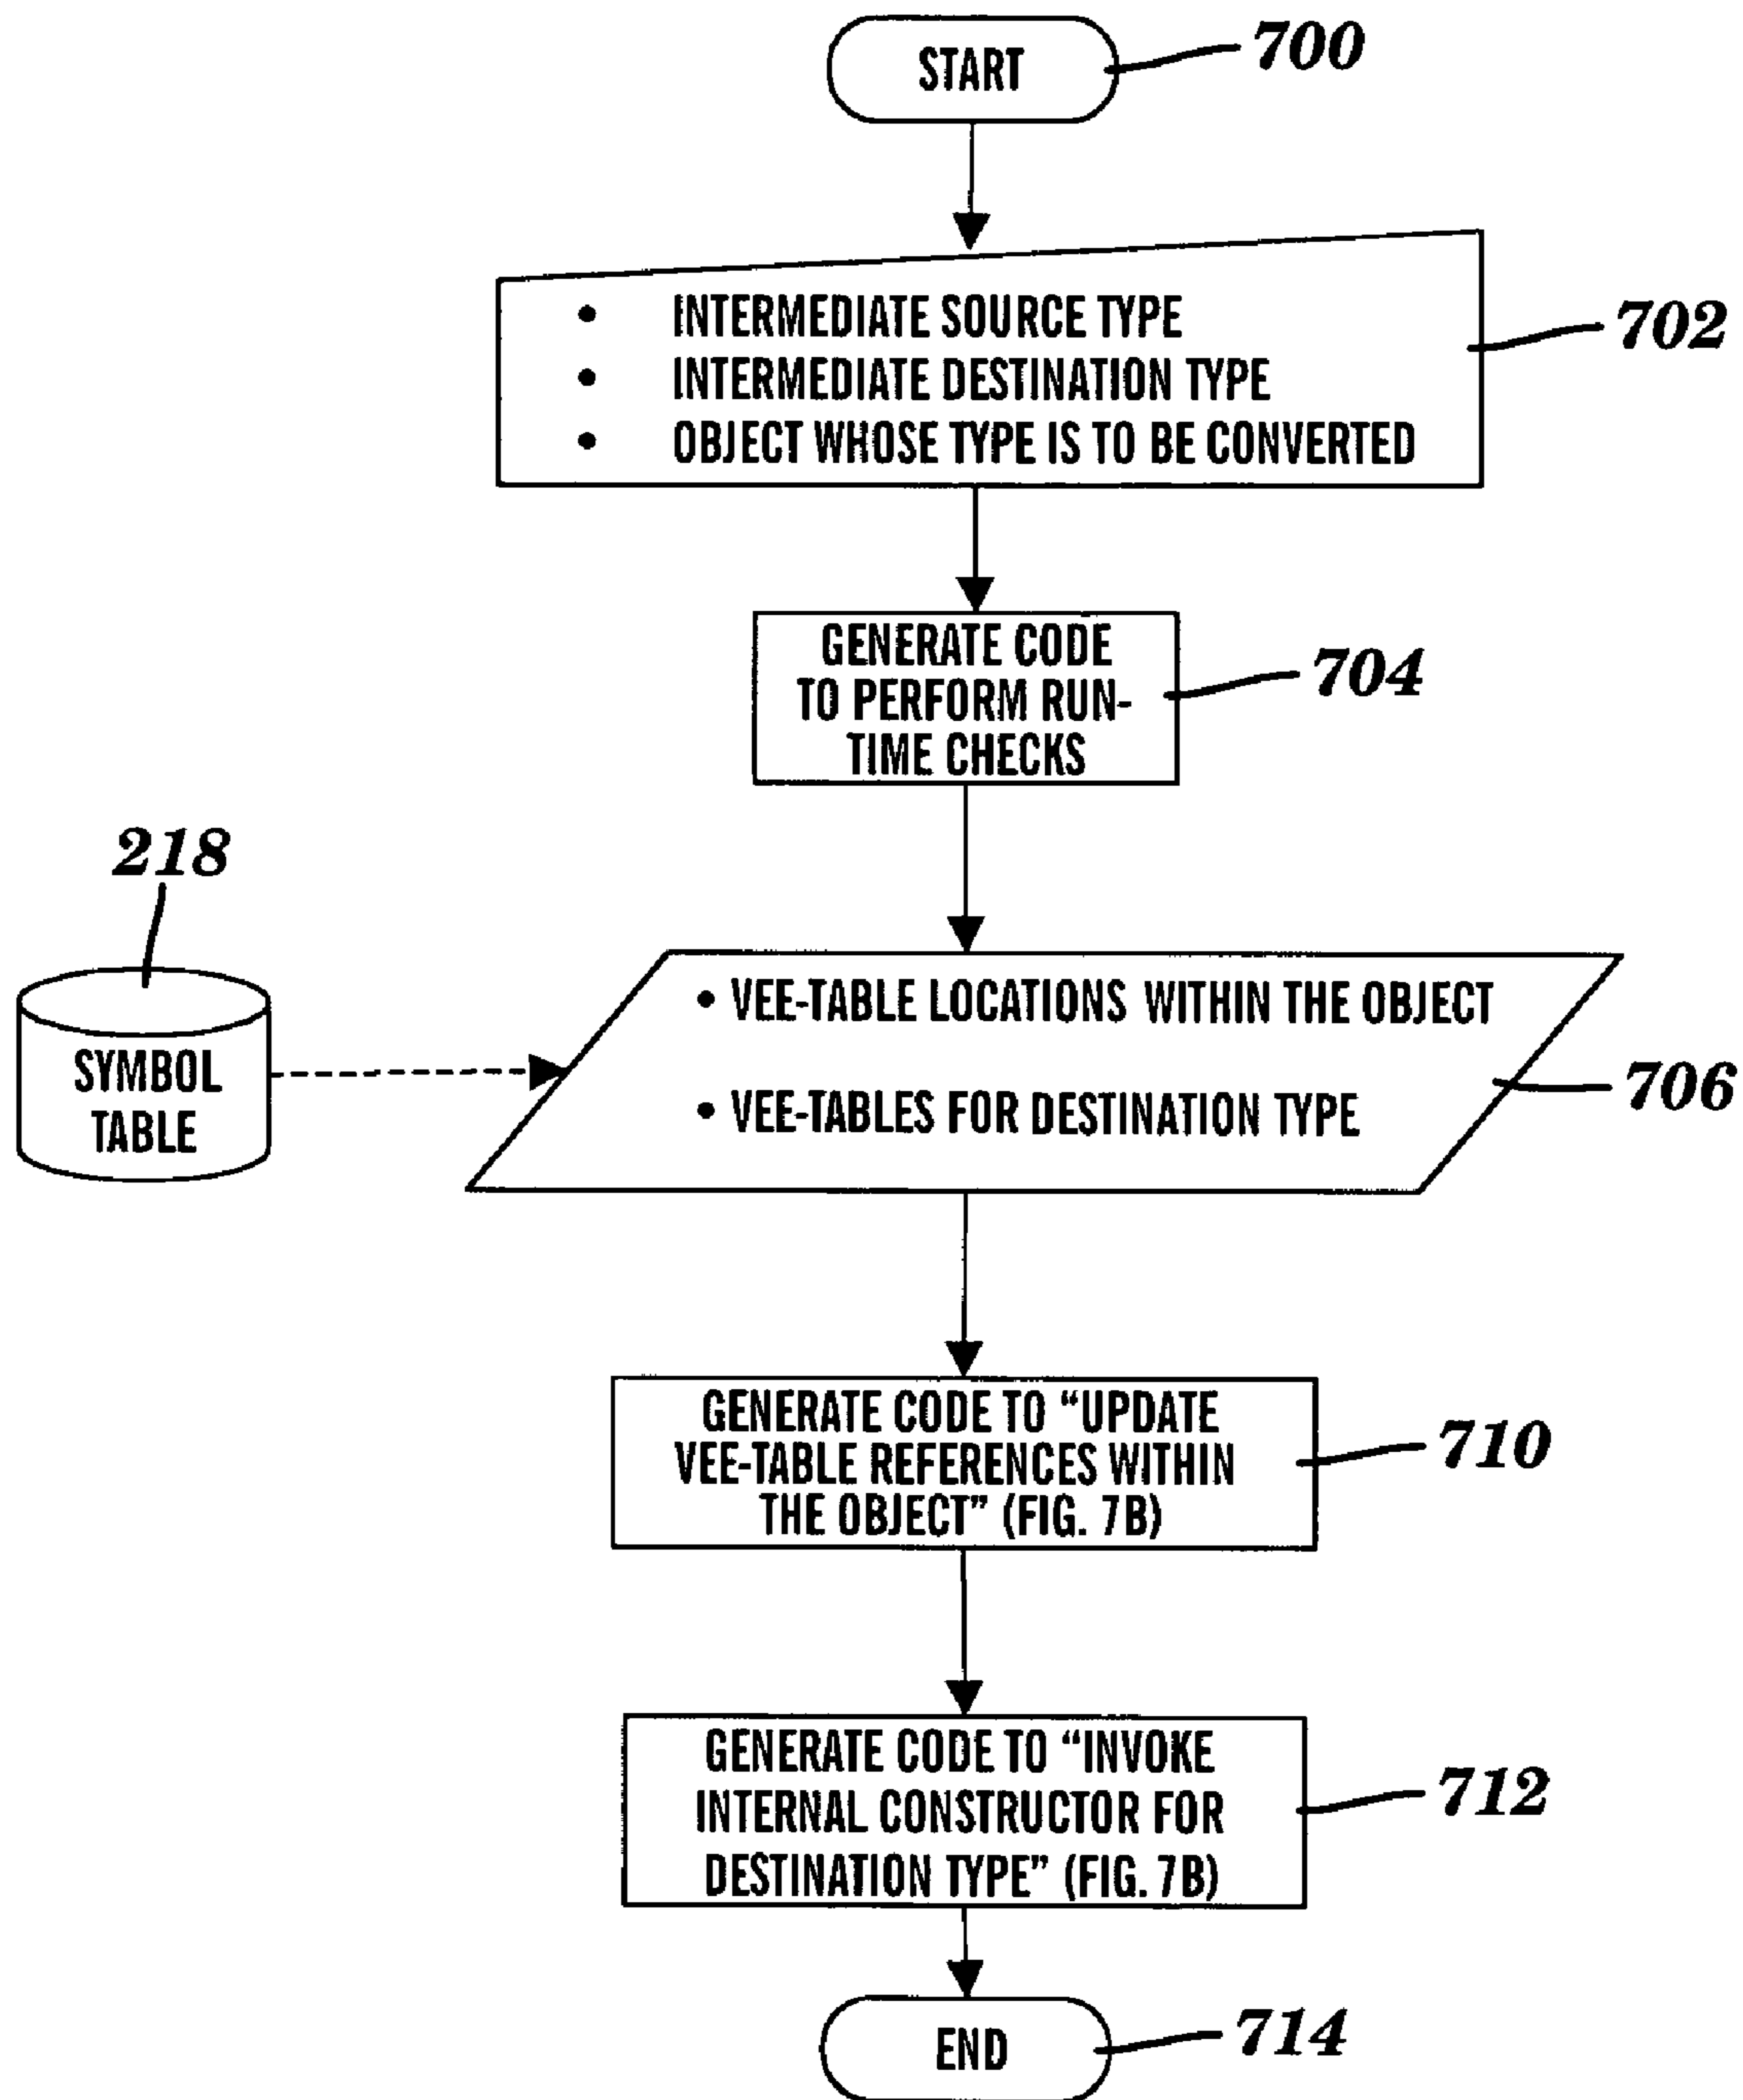 START
700
• INTERMEDIATE SOURCE TYPE
• INTERMEDIATE DESTINATION TYPE
• OBJECT WHOSE TYPE IS TO BE CONVERTED
702
GENERATE CODE
TO PERFORM RUN-
TIME CHECKS
704
218
SYMBOL
TABLE
• VEE-TABLE LOCATIONS WITHIN THE OBJECT
• VEE-TABLES FOR DESTINATION TYPE
706
GENERATE CODE TO “UPDATE
VEE-TABLE REFERENCES WITHIN
THE OBJECT” (FIG. 7B)
710
GENERATE CODE TO “INVOKE
INTERNAL CONSTRUCTOR FOR
DESTINATION TYPE” (FIG. 7B)
712
END
714